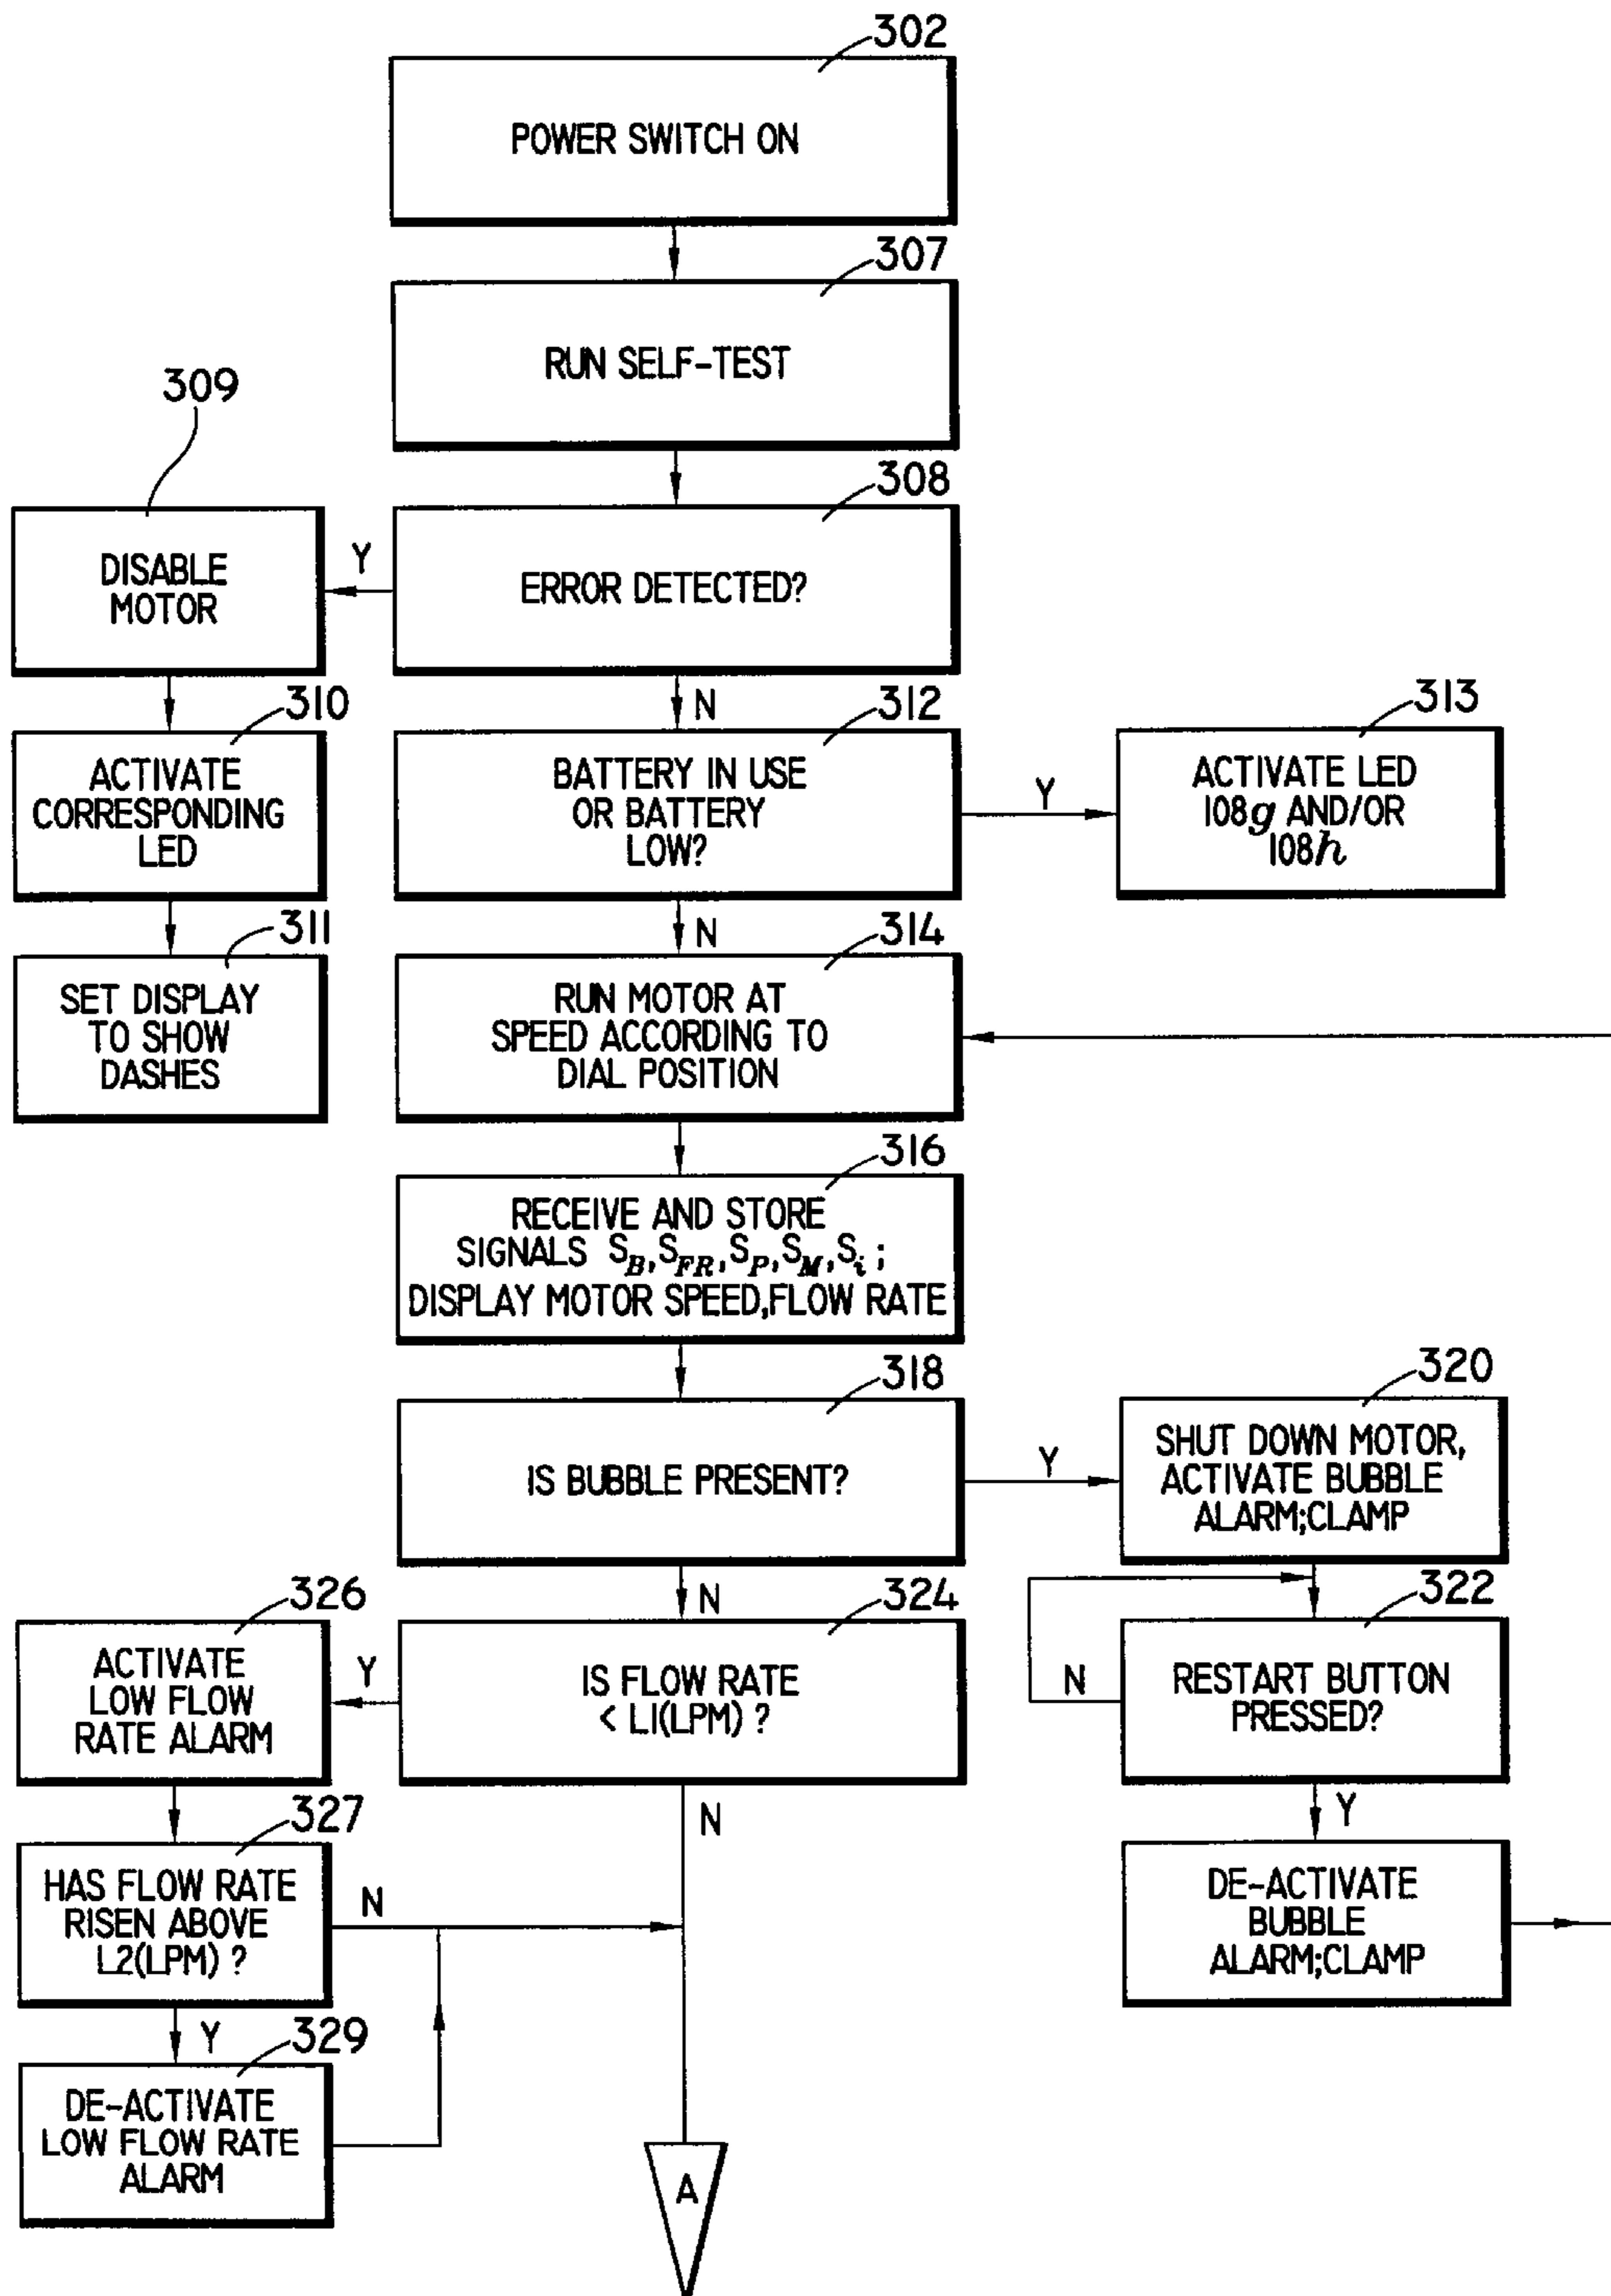 302
POWER SWITCH ON
307
RUN SELF-TEST
309
308
DISABLE
MOTOR
Y
ERROR DETECTED?
N
310
312
313
ACTIVATE
CORRESPONDING
LED
BATTERY IN USE
OR BATTERY
LOW?
Y
ACTIVATE LED
108g AND/OR
108h
N
311
314
SET DISPLAY
TO SHOW
DASHES
RUN MOTOR AT
SPEED ACCORDING TO
DIAL POSITION
316
RECEIVE AND STORE
SIGNALS SB,SFR,SP,SM,Si;
DISPLAY MOTOR SPEED,FLOW RATE
318
320
IS BUBBLE PRESENT?
Y
SHUT DOWN MOTOR,
ACTIVATE BUBBLE
ALARM;CLAMP
N
326
324
322
ACTIVATE
LOW FLOW
RATE ALARM
Y
IS FLOW RATE
< L1(LPM) ?
N
RESTART BUTTON
PRESSED?
N
Y
327
HAS FLOW RATE
RISEN ABOVE
L2(LPM) ?
N
DE-ACTIVATE
BUBBLE
ALARM;CLAMP
Y
329
DE-ACTIVATE
LOW FLOW RATE
ALARM
A